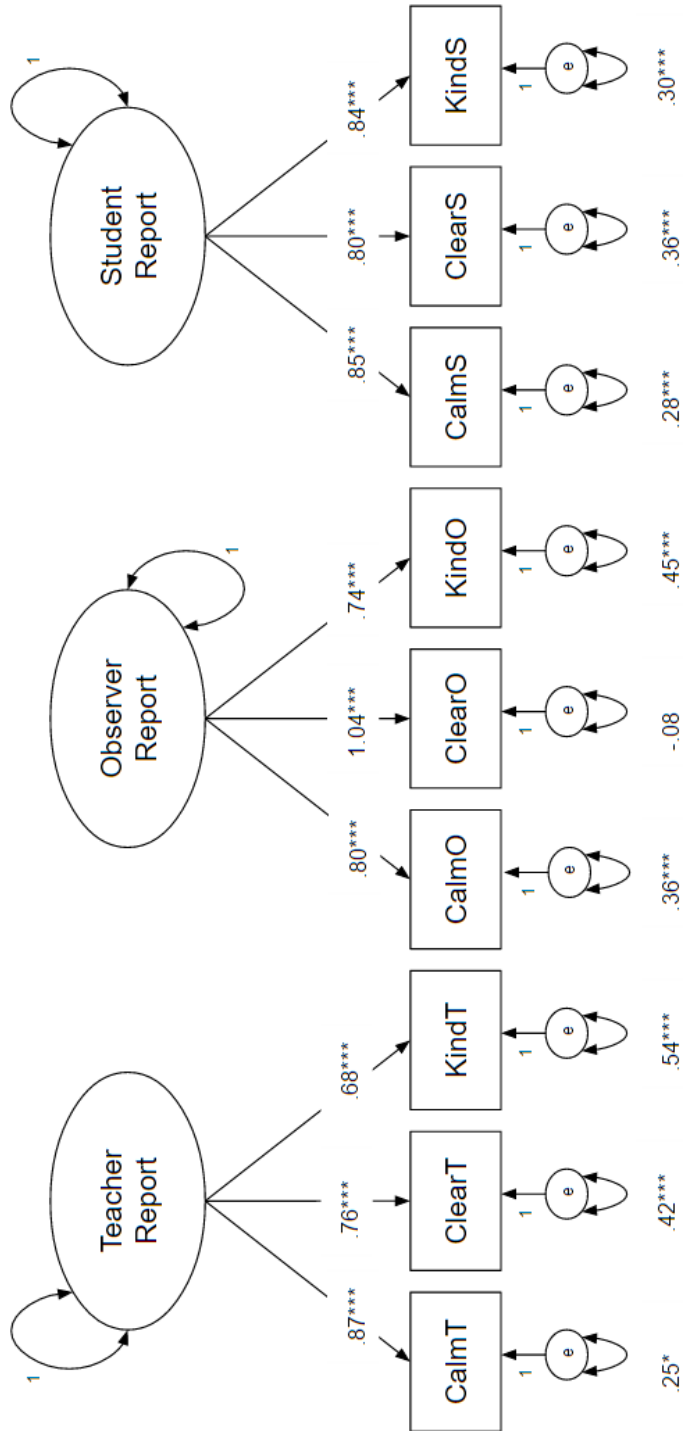 1
1
1
Teacher
Report
Observer
Report
Student
Report
.87***
.76***
.68***
.80***
1.04***
.74***
.85***
.80***
.84***
CalmT
ClearT
KindT
CalmO
ClearO
KindO
CalmS
ClearS
KindS
1
1
1
1
1
1
1
1
1
e
e
e
e
e
e
e
e
e
.25*
.42***
.54***
.36***
-.08
.45***
.28***
.36***
.30***